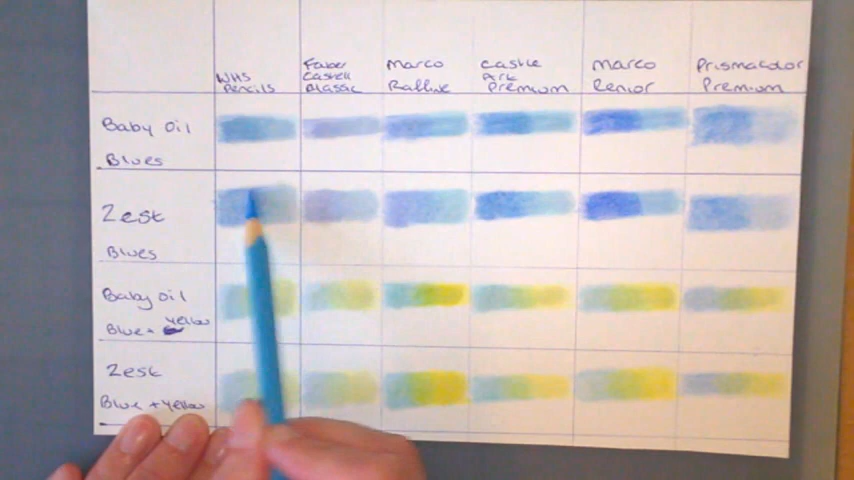 WHS Pencils
Faber Castell Classic
Marco Raffine
Castle Art Premium
Marco Renior
Prismacolor Premium
Baby Oil
Blues
Zest
Blues
Baby Oil
Blue + Yellow
Zest
Blue + Yellow